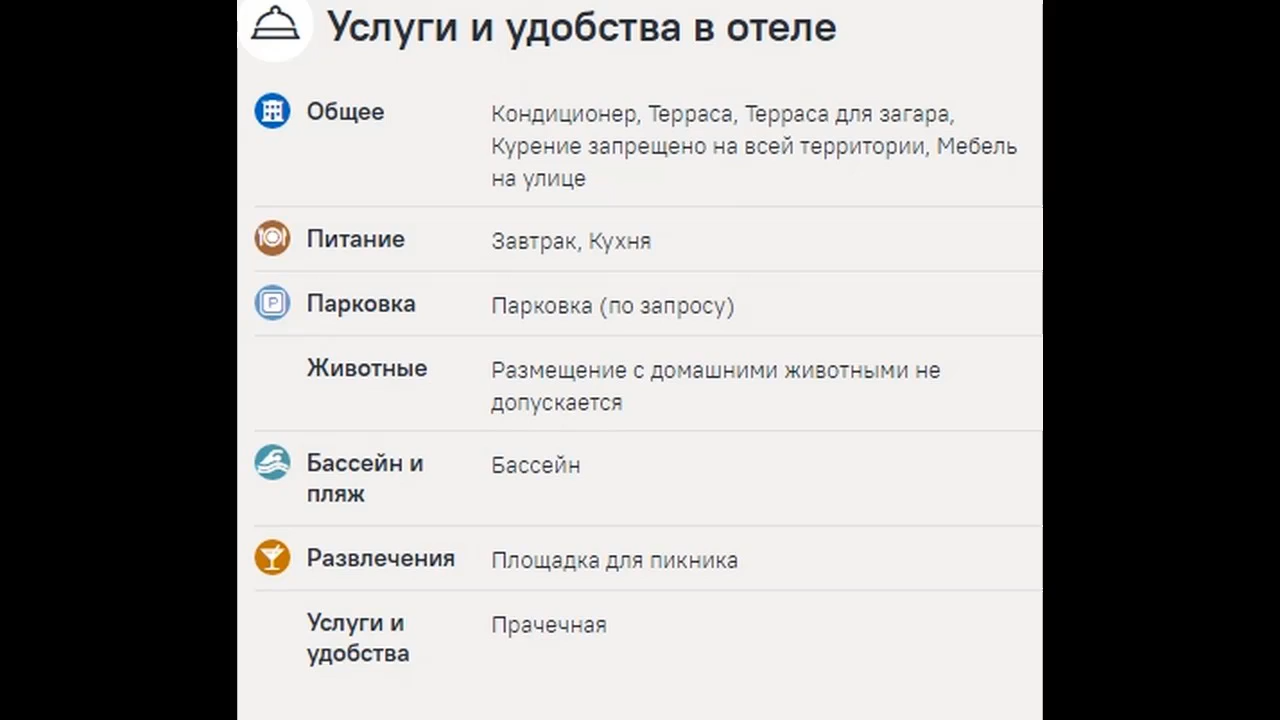 Услуги и удобства в отеле
Общее
Кондиционер, Терраса, Терраса для загара,
Курение запрещено на всей территории, Мебель
на улице
Питание
Завтрак, Кухня
P
Парковка
Парковка (по запросу)
Животные
Размещение с домашними животными не
допускается
Бассейн и
пляж
Бассейн
Развлечения
Площадка для пикника
Услуги и
удобства
Прачечная